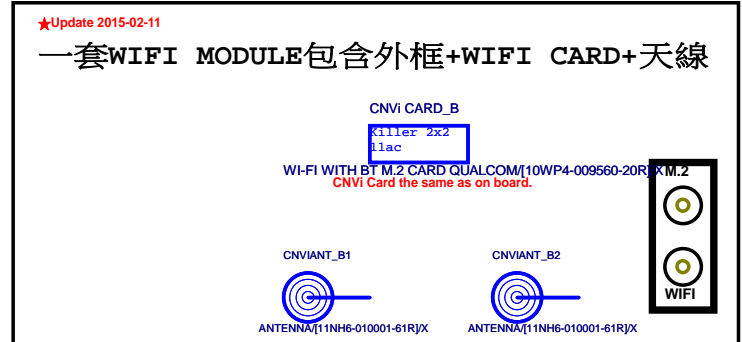 ★Update 2015-02-11
一套WIFI MODULE包含外框+WIFI CARD+天線
CNVi CARD_B
Killer 2x2
11ac
WI-FI WITH BT M.2 CARD QUALCOM/[10WP4-009560-20R]/X
M.2
CNVi Card the same as on board.
CNVIANT_B1
CNVIANT_B2
WIFI
ANTENNA/[11NH6-010001-61R]/X
ANTENNA/[11NH6-010001-61R]/X